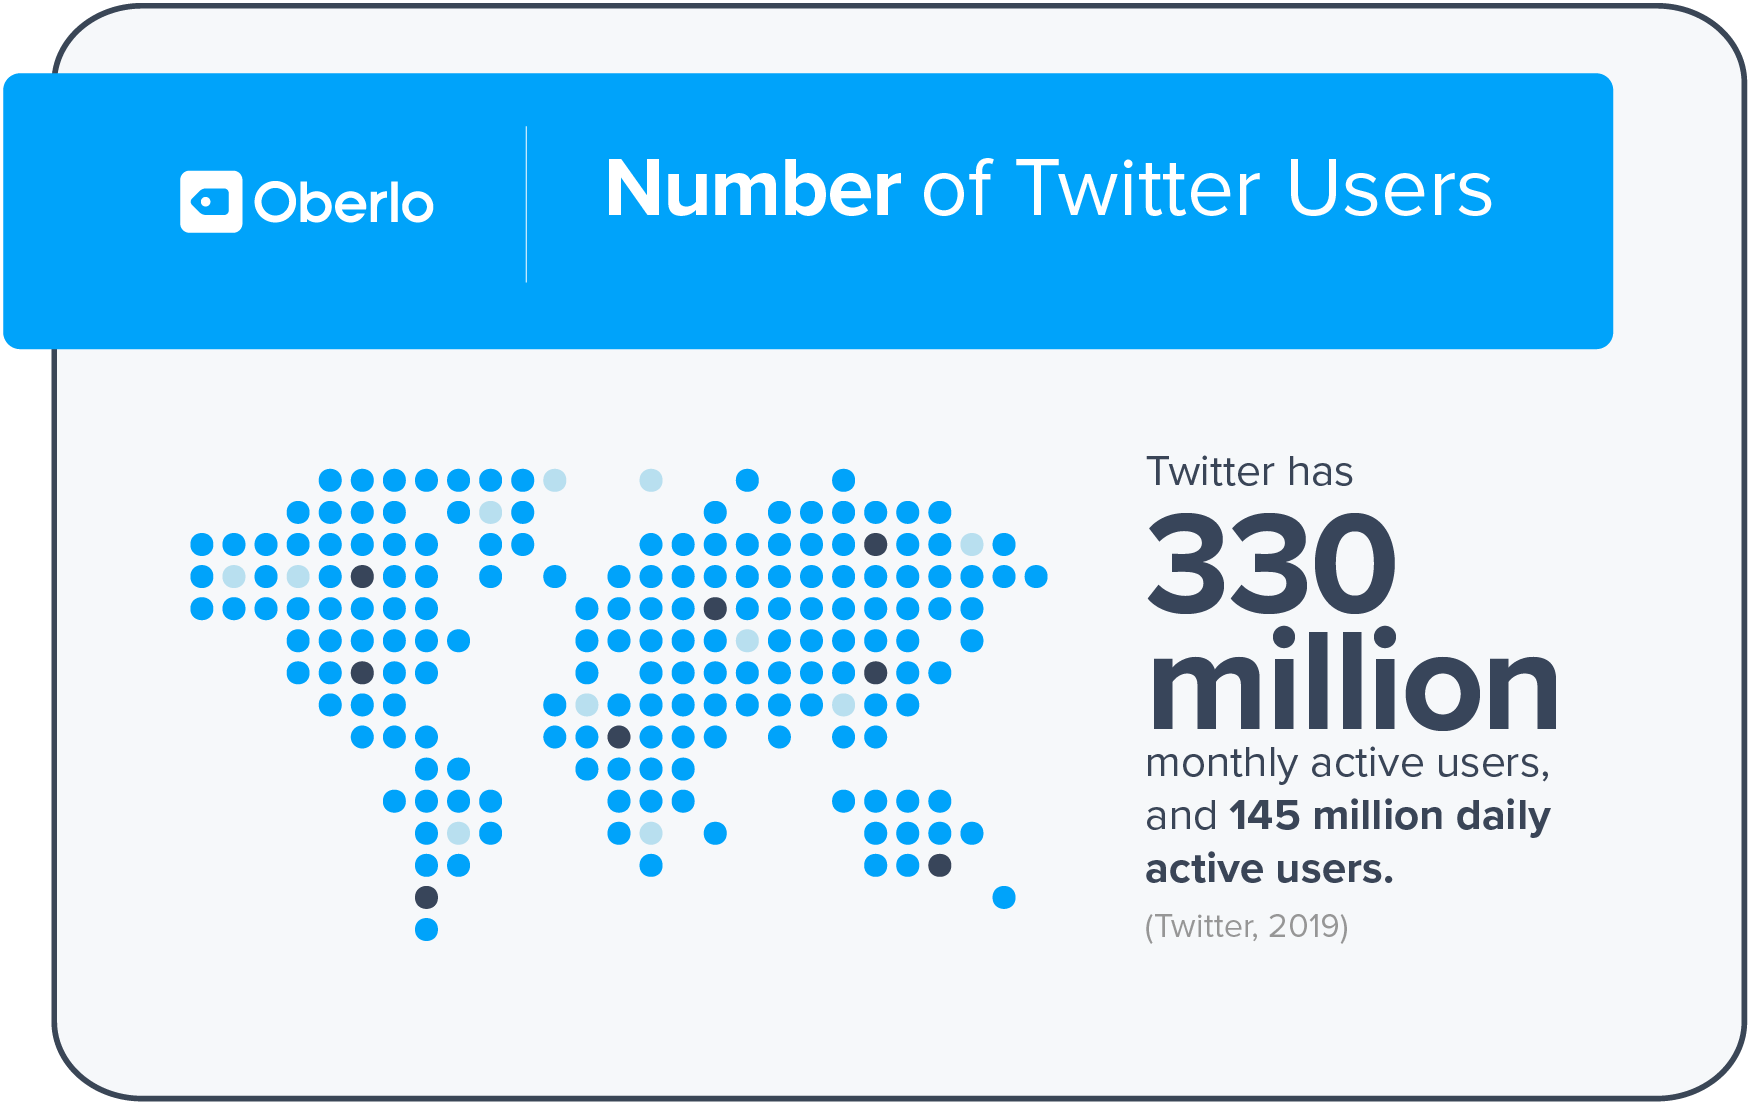 Oberlo
Number of Twitter Users
Twitter has
330
million
monthly active users,
and 145 million daily
active users.
(Twitter, 2019)